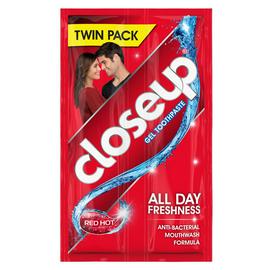 TWIN PACK
closeup
GEL TOOTHPASTE
RED HOT
ALL DAY
FRESHNESS
ANTI-BACTERIAL
MOUTHWASH
FORMULA